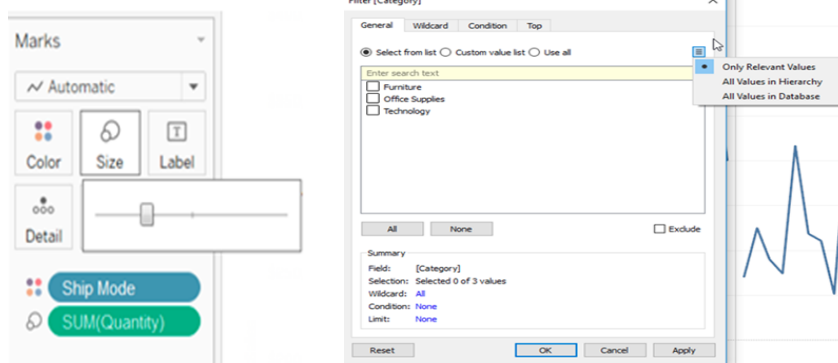 Marks
Automatic
Color
Size
Label
T
Detail
Ship Mode
SUM(Quantity)
Filter [Category]
General Wildcard Condition Top
Select from list Custom value list Use all
Enter search text
Furniture
Office Supplies
Technology
Only Relevant Values
All Values in Hierarchy
All Values in Database
All None Exclude
Summary
Field: [Category]
Selection: Selected 0 of 3 values
Wildcard: All
Condition: None
Limit: None
Reset OK Cancel Apply